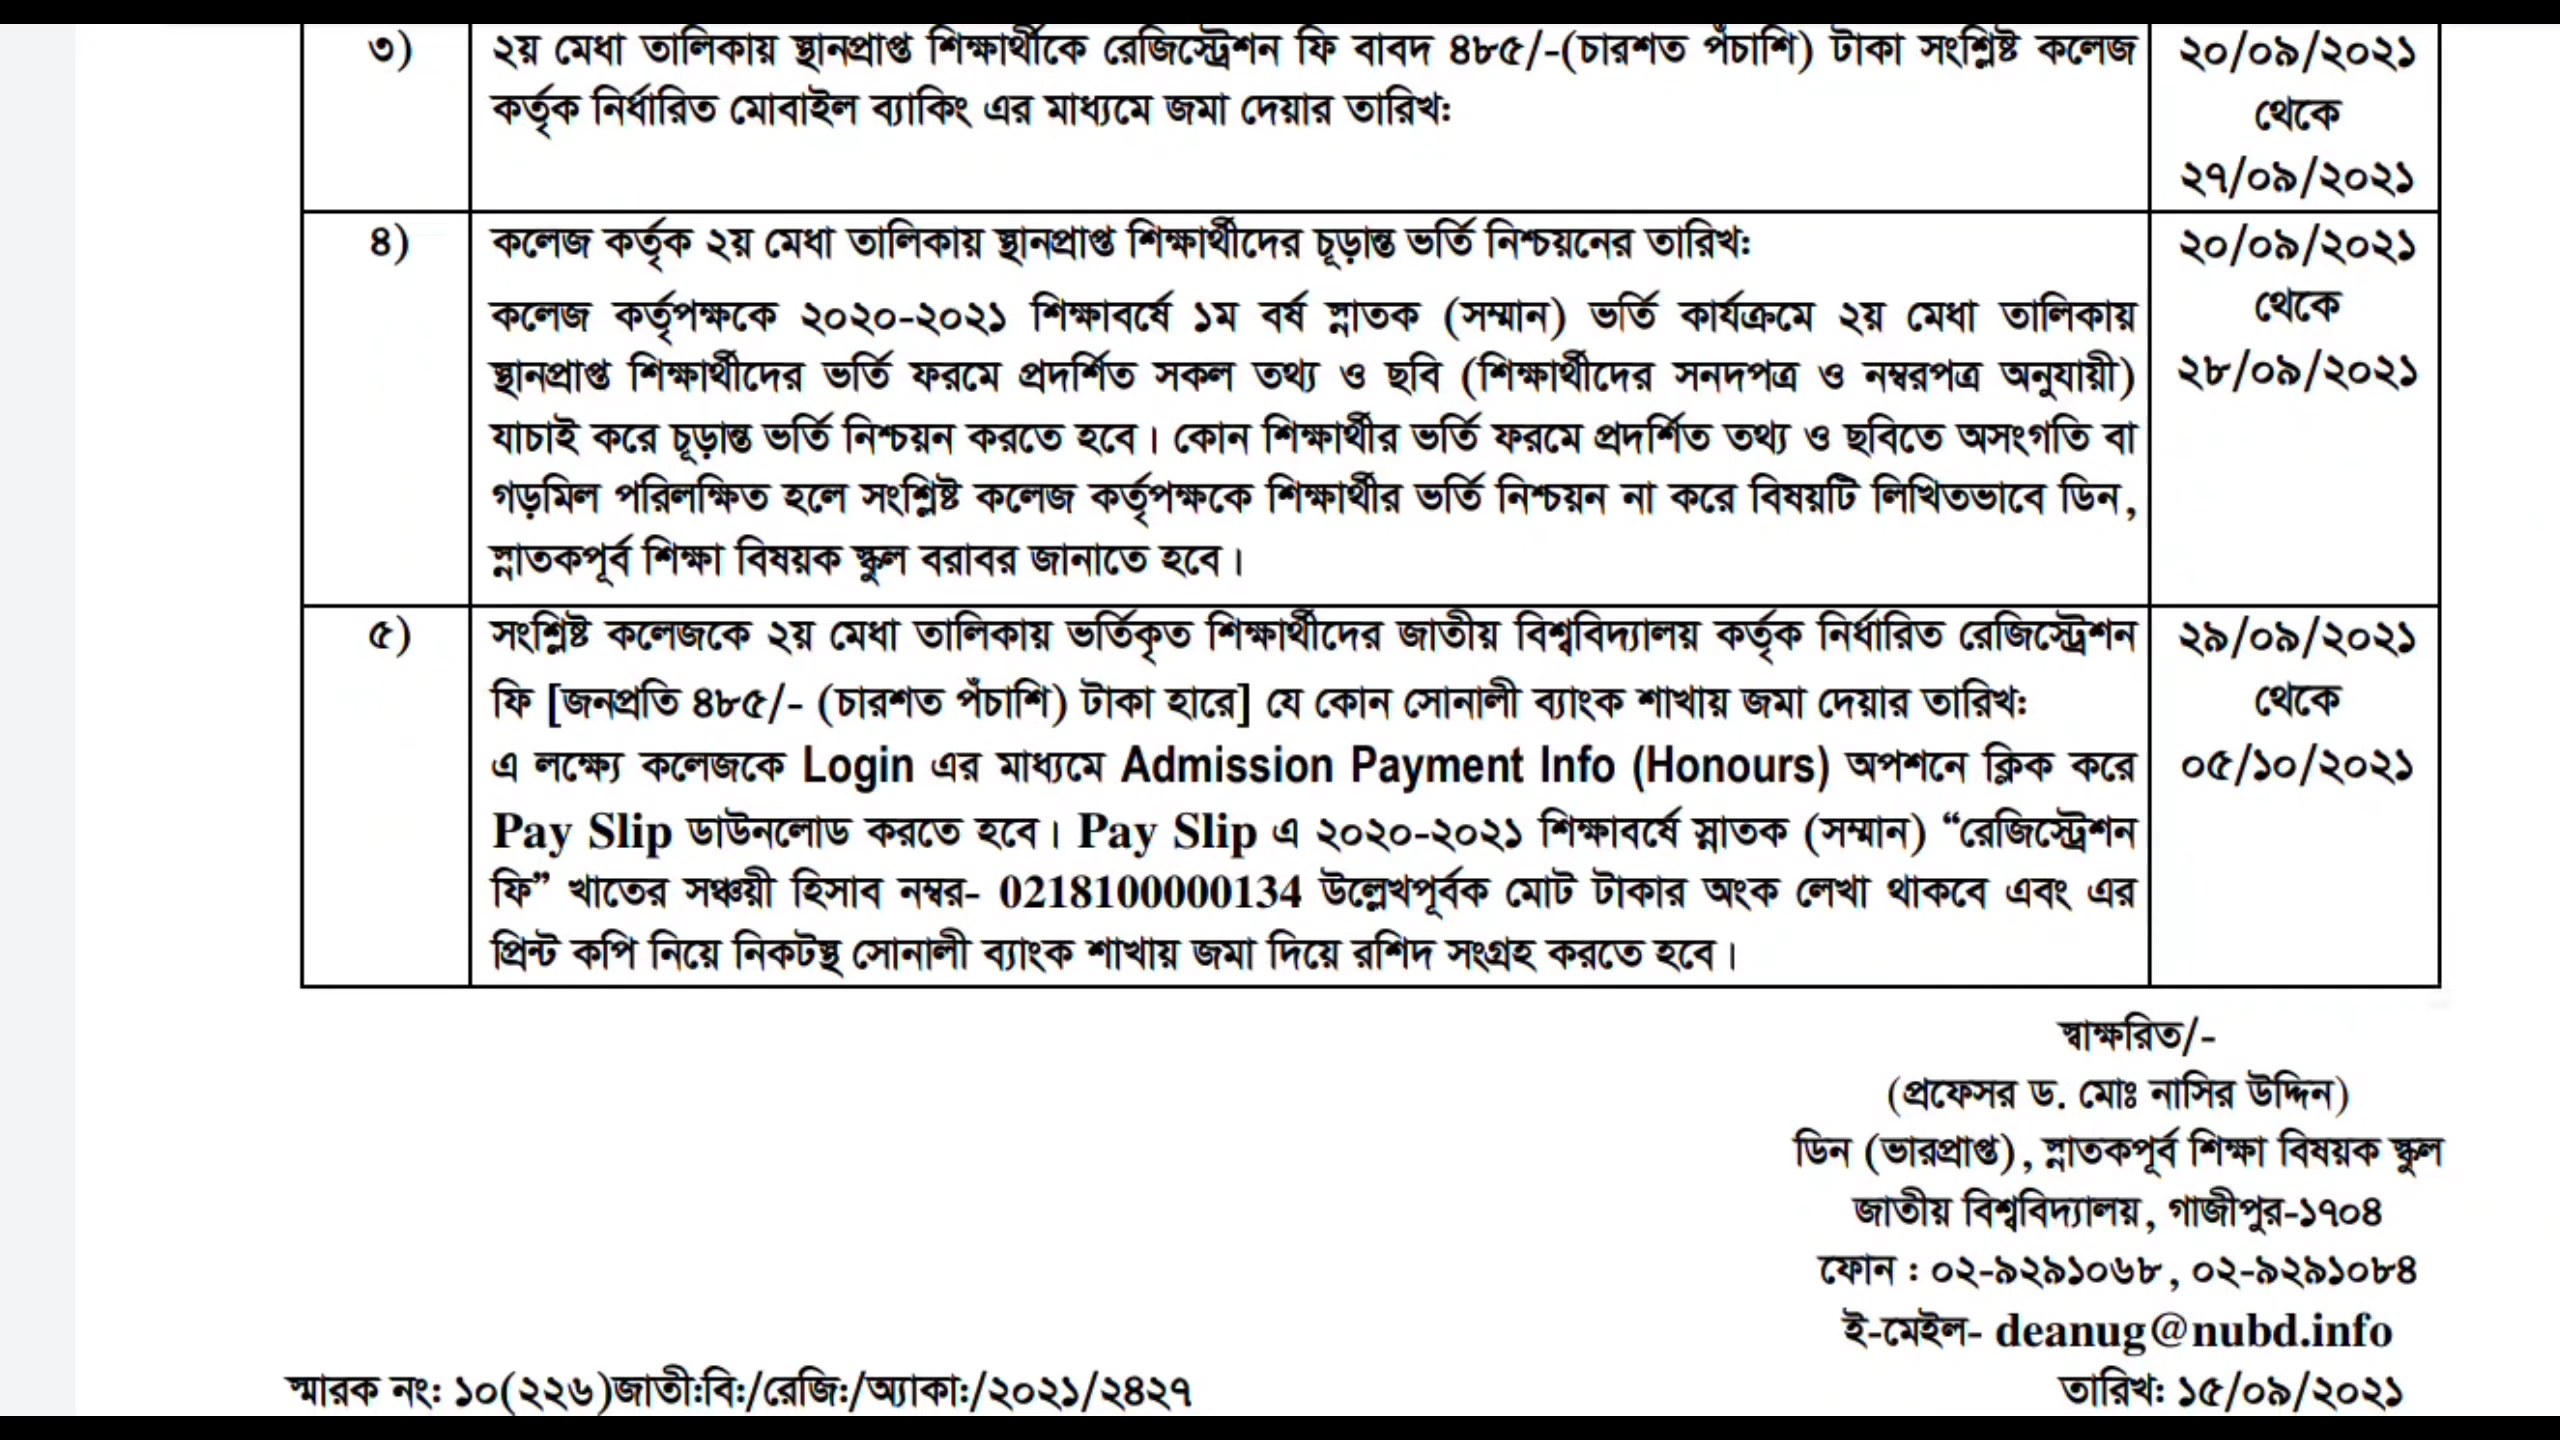 ৩)
২য় মেধা তালিকায় স্থানপ্রাপ্ত শিক্ষার্থীকে রেজিস্ট্রেশন ফি বাবদ ৪৮৫/-(চারশত পঁচাশি) টাকা সংশ্লিষ্ট কলেজ
কর্তৃক নির্ধারিত মোবাইল ব্যাকিং এর মাধ্যমে জমা দেয়ার তারিখঃ
২০/০৯/২০২১
থেকে
২৭/০৯/২০২১
৪)
কলেজ কর্তৃক ২য় মেধা তালিকায় স্থানপ্রাপ্ত শিক্ষার্থীদের চূড়ান্ত ভর্তি নিশ্চয়নের তারিখঃ
কলেজ কর্তৃপক্ষকে ২০২০-২০২১ শিক্ষাবর্ষে ১ম বর্ষ স্নাতক (সম্মান) ভর্তি কার্যক্রমে ২য় মেধা তালিকায়
স্থানপ্রাপ্ত শিক্ষার্থীদের ভর্তি ফরমে প্রদর্শিত সকল তথ্য ও ছবি (শিক্ষার্থীদের সনদপত্র ও নম্বরপত্র অনুযায়ী)
যাচাই করে চূড়ান্ত ভর্তি নিশ্চয়ন করতে হবে। কোন শিক্ষার্থীর ভর্তি ফরমে প্রদর্শিত তথ্য ও ছবিতে অসংগতি বা
গড়মিল পরিলক্ষিত হলে সংশ্লিষ্ট কলেজ কর্তৃপক্ষকে শিক্ষার্থীর ভর্তি নিশ্চয়ন না করে বিষয়টি লিখিতভাবে ডিন,
স্নাতকপূর্ব শিক্ষা বিষয়ক স্কুল বরাবর জানাতে হবে।
২০/০৯/২০২১
থেকে
২৮/০৯/২০২১
৫)
সংশ্লিষ্ট কলেজকে ২য় মেধা তালিকায় ভর্তিকৃত শিক্ষার্থীদের জাতীয় বিশ্ববিদ্যালয় কর্তৃক নির্ধারিত রেজিস্ট্রেশন
ফি [জনপ্রতি ৪৮৫/- (চারশত পঁচাশি) টাকা হারে] যে কোন সোনালী ব্যাংক শাখায় জমা দেয়ার তারিখঃ
এ লক্ষ্যে কলেজকে Login এর মাধ্যমে Admission Payment Info (Honours) অপশনে ক্লিক করে
Pay Slip ডাউনলোড করতে হবে। Pay Slip এ ২০২০-২০২১ শিক্ষাবর্ষে স্নাতক (সম্মান) “রেজিস্ট্রেশন
ফি” খাতের সঞ্চয়ী হিসাব নম্বর- 0218100000134 উল্লেখপূর্বক মোট টাকার অংক লেখা থাকবে এবং এর
প্রিন্ট কপি নিয়ে নিকটস্থ সোনালী ব্যাংক শাখায় জমা দিয়ে রশিদ সংগ্রহ করতে হবে।
২৯/০৯/২০২১
থেকে
০৫/১০/২০২১
স্বাক্ষরিত/-
(প্রফেসর ড. মোঃ নাসির উদ্দিন)
ডিন (ভারপ্রাপ্ত), স্নাতকপূর্ব শিক্ষা বিষয়ক স্কুল
জাতীয় বিশ্ববিদ্যালয়, গাজীপুর-১৭০৪
ফোন : ০২-৯২৯১০৬৮, ০২-৯২৯১০৮৪
ই-মেইল- deanug@nubd.info
স্মারক নং: ১০(২২৬)জাতী:বি:/রেজি:/অ্যাকা:/২০২১/২৪২৭
তারিখঃ ১৫/০৯/২০২১